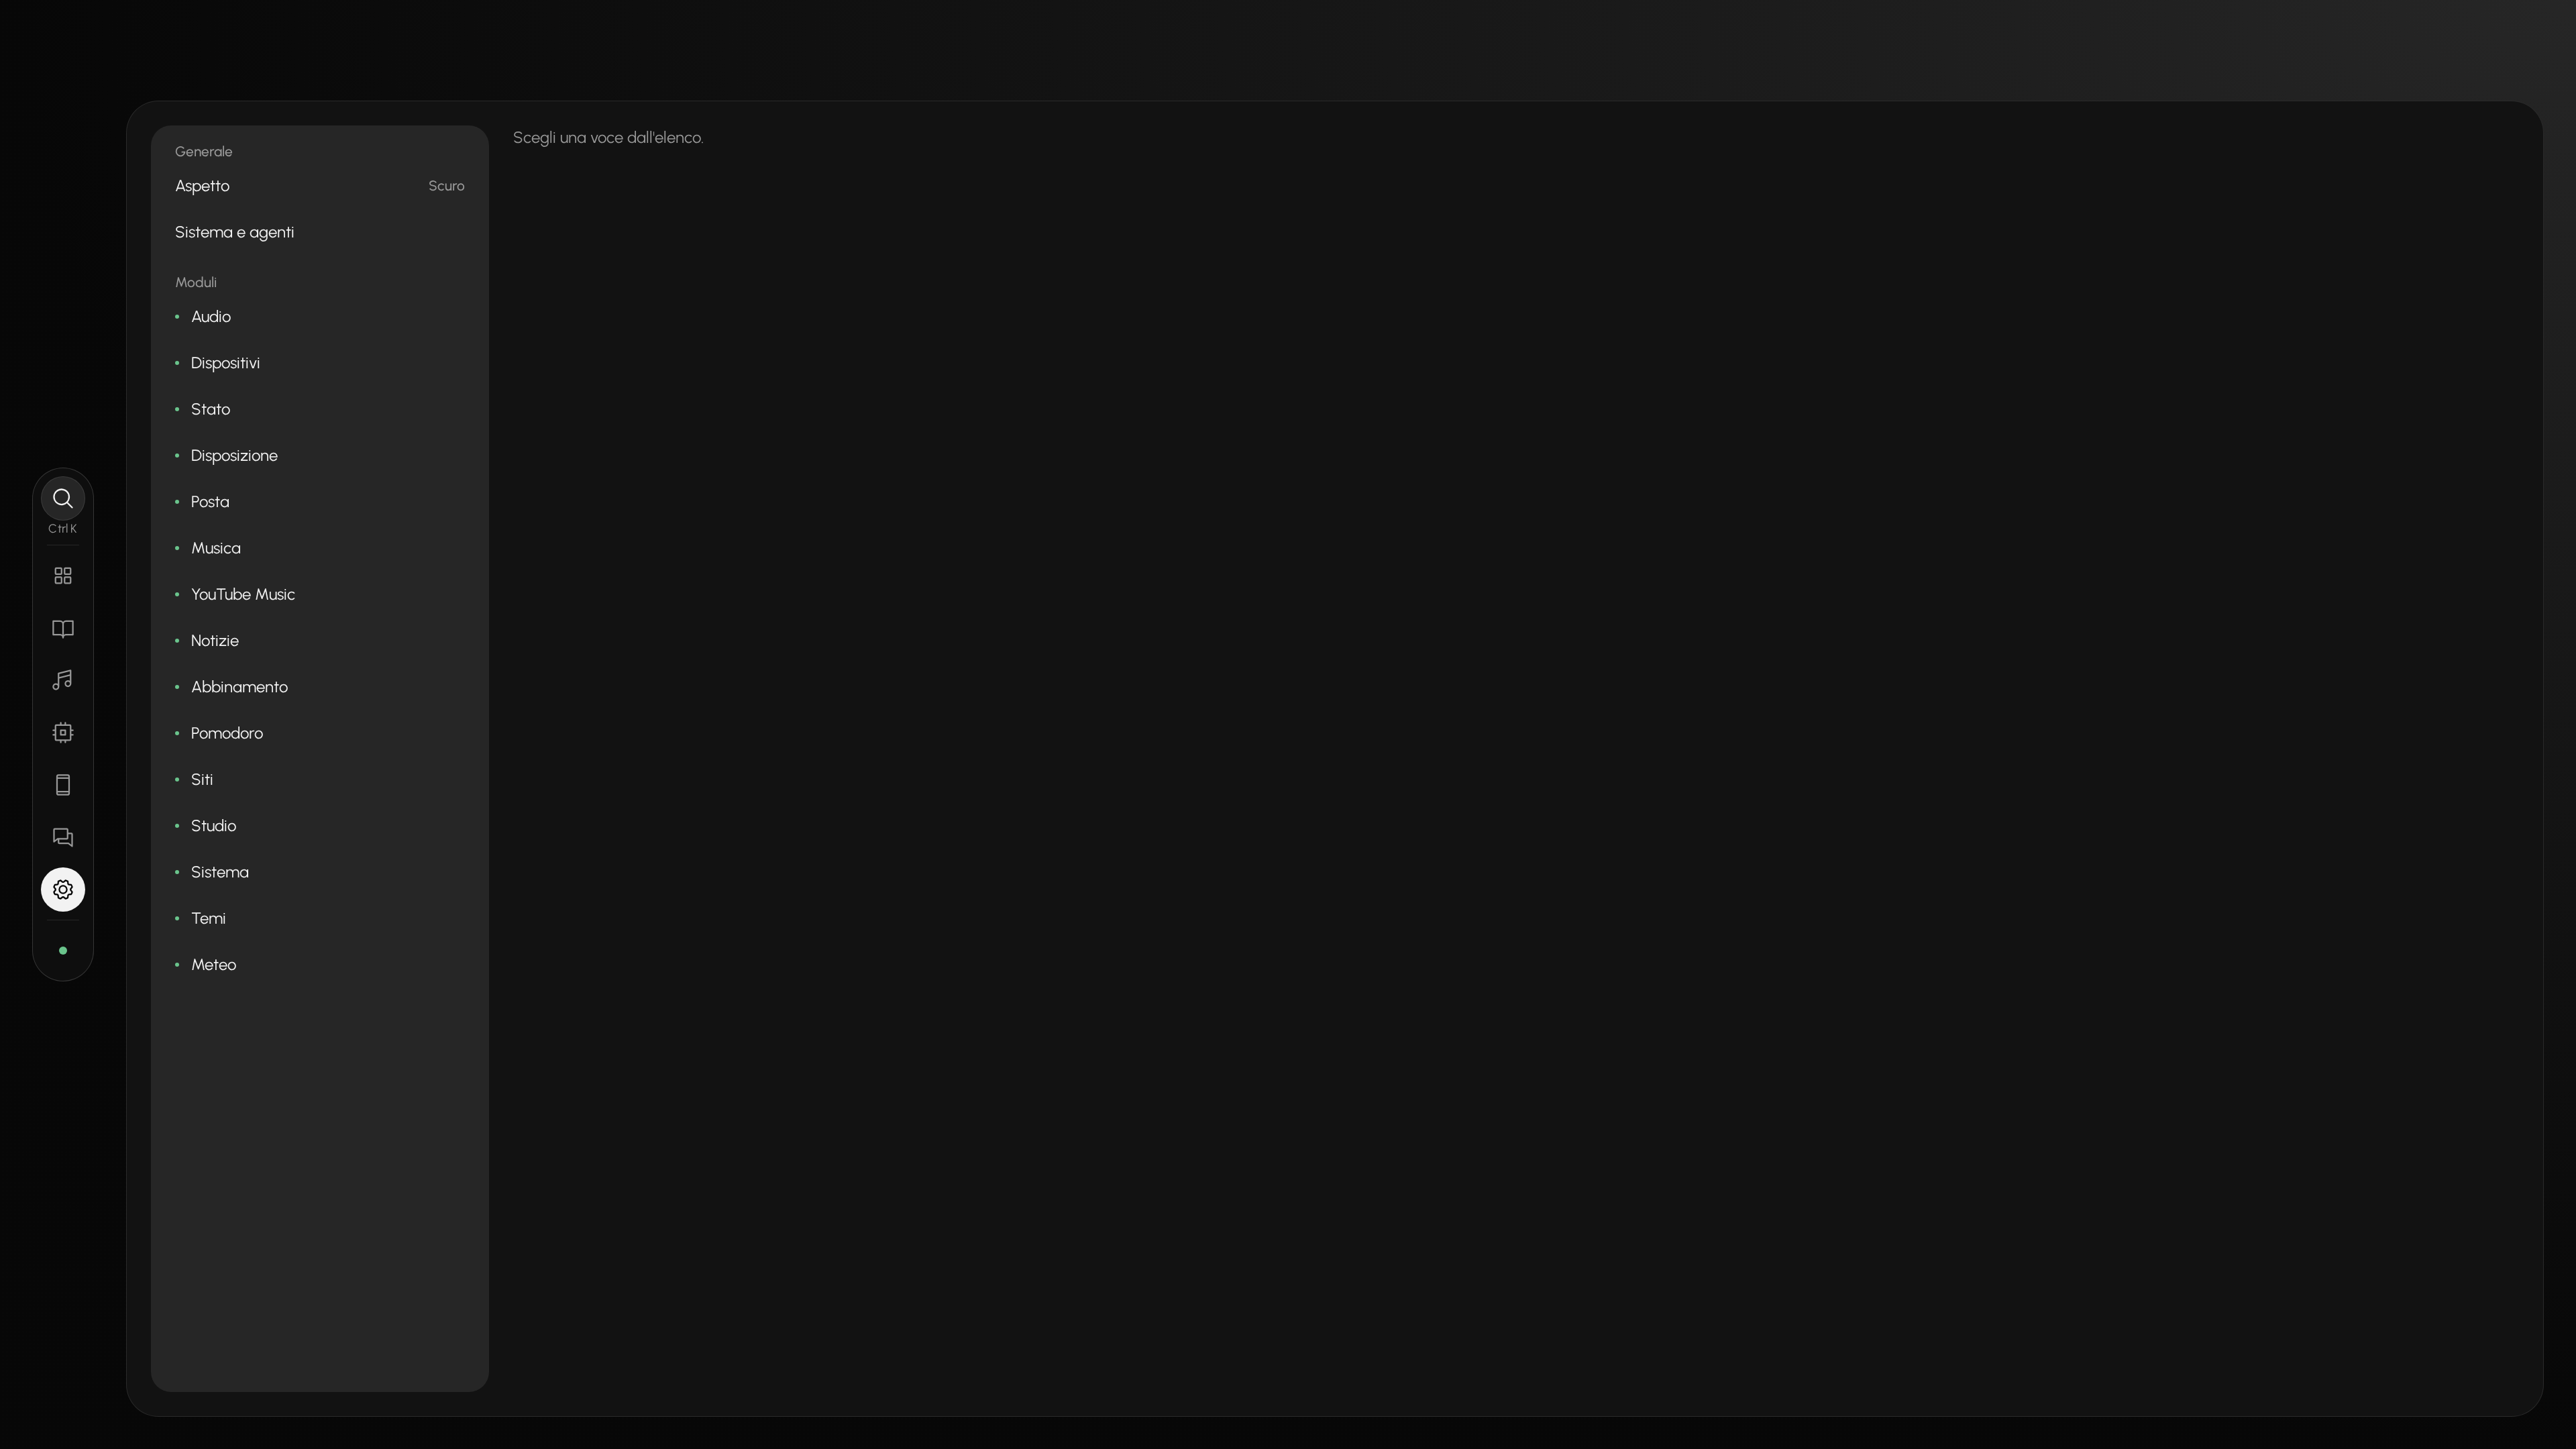 Generale
Aspetto Scuro
Sistema e agenti
Moduli
Audio
Dispositivi
Stato
Disposizione
Posta
Musica
YouTube Music
Notizie
Abbinamento
Pomodoro
Siti
Studio
Sistema
Temi
Meteo
Scegli una voce dall'elenco.
Ctrl K